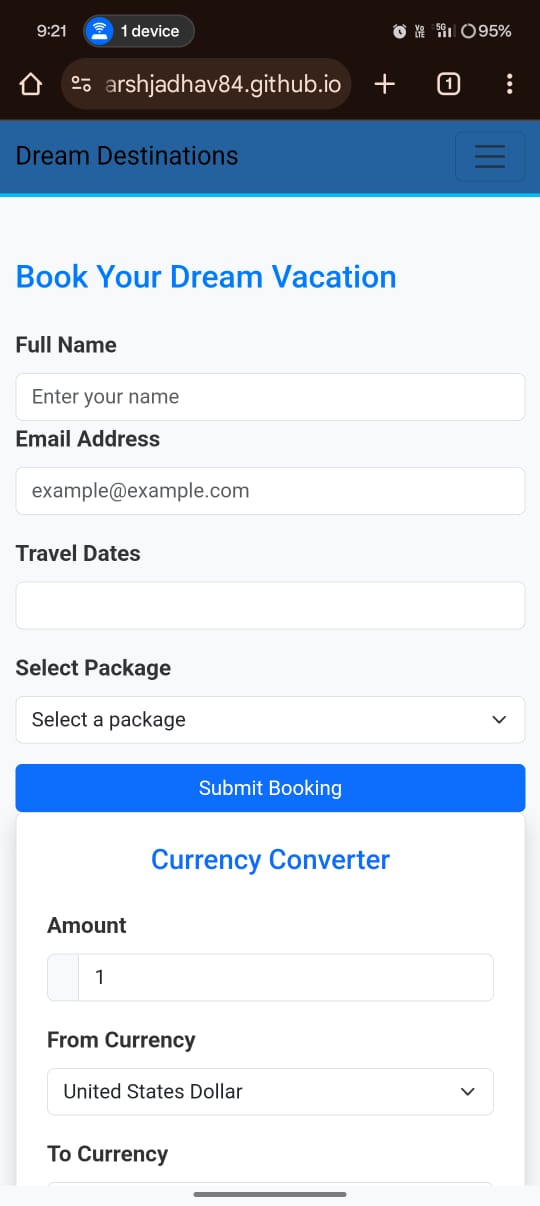 9:21
1 device
Vo
LTE
5G
95%
arshjadhav84.github.io
1
Dream Destinations
Book Your Dream Vacation
Full Name
Enter your name
Email Address
example@example.com
Travel Dates
Select Package
Select a package
Submit Booking
Currency Converter
Amount
1
From Currency
United States Dollar
To Currency